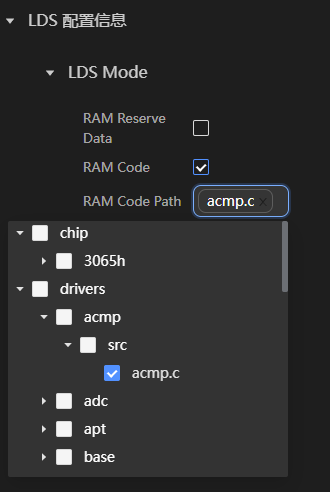 LDS 配置信息
LDS Mode
RAM Reserve
Data
RAM Code
RAM Code Path
acmp.c x
chip
3065h
drivers
acmp
src
acmp.c
adc
apt
base